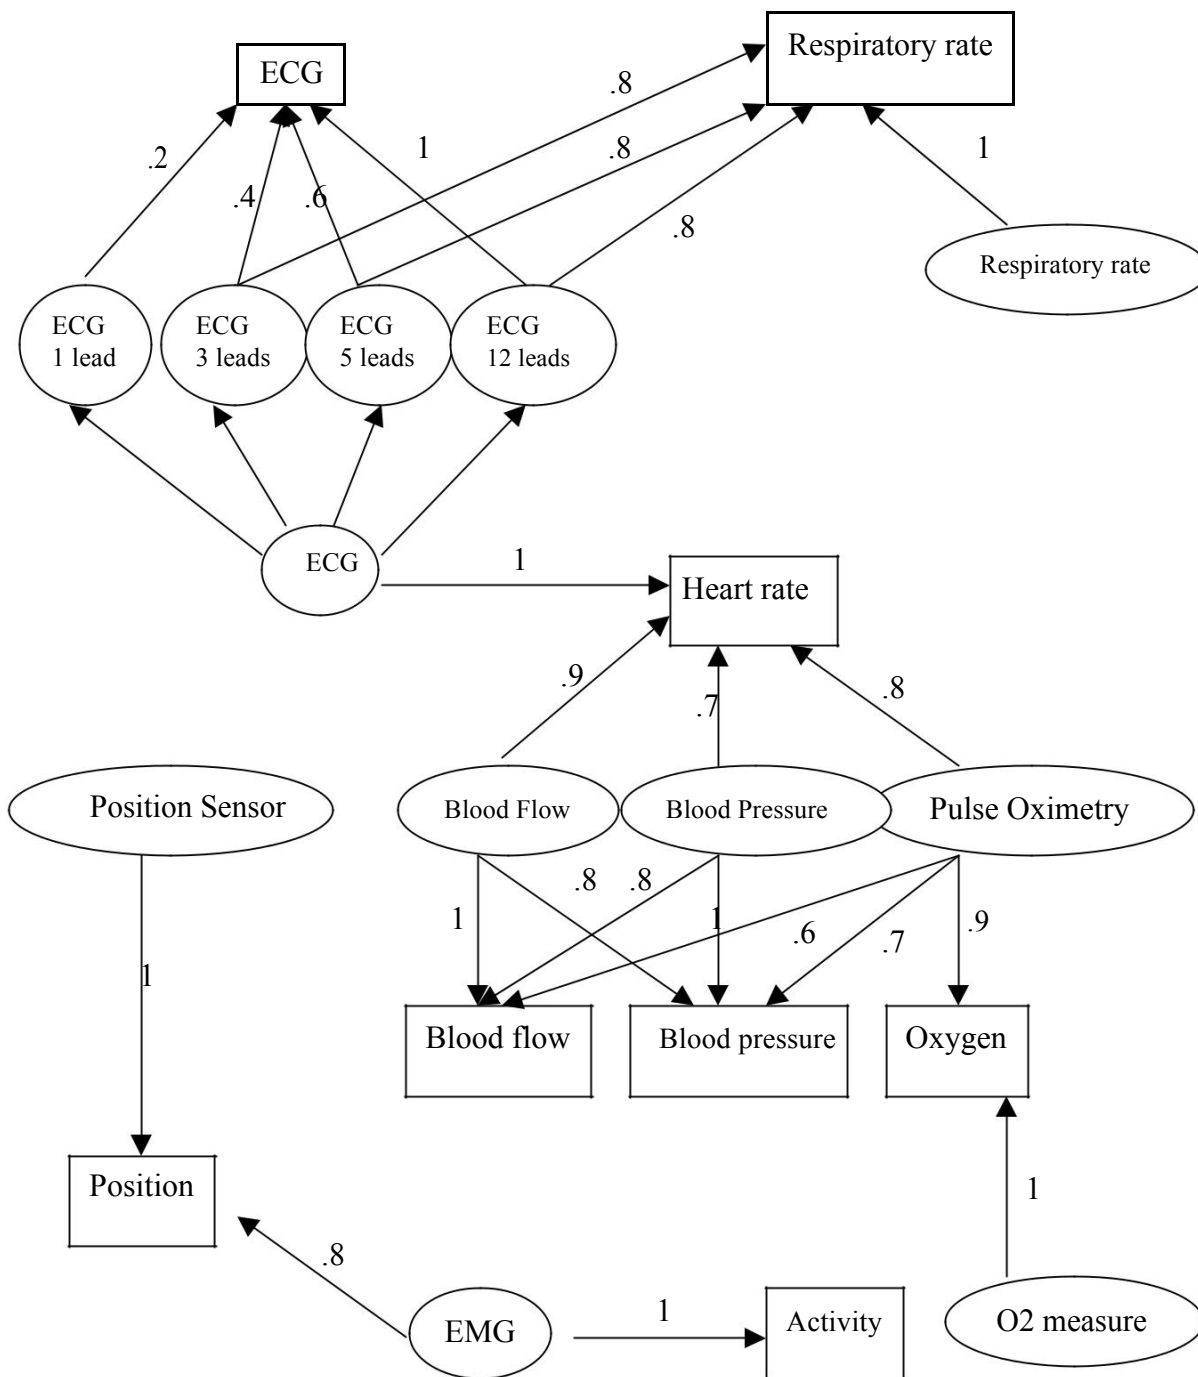 Respiratory rate
ECG
.8
1
.8
1
.2
.4
.6
.8
Respiratory rate
ECG
1 lead
ECG
3 leads
ECG
5 leads
ECG
12 leads
ECG
1
Heart rate
.9
.7
.8
Position Sensor
Blood Flow
Blood Pressure
Pulse Oximetry
.8
.8
1
1
.6
.7
.9
1
Blood flow
Blood pressure
Oxygen
Position
1
.8
1
EMG
Activity
O2 measure